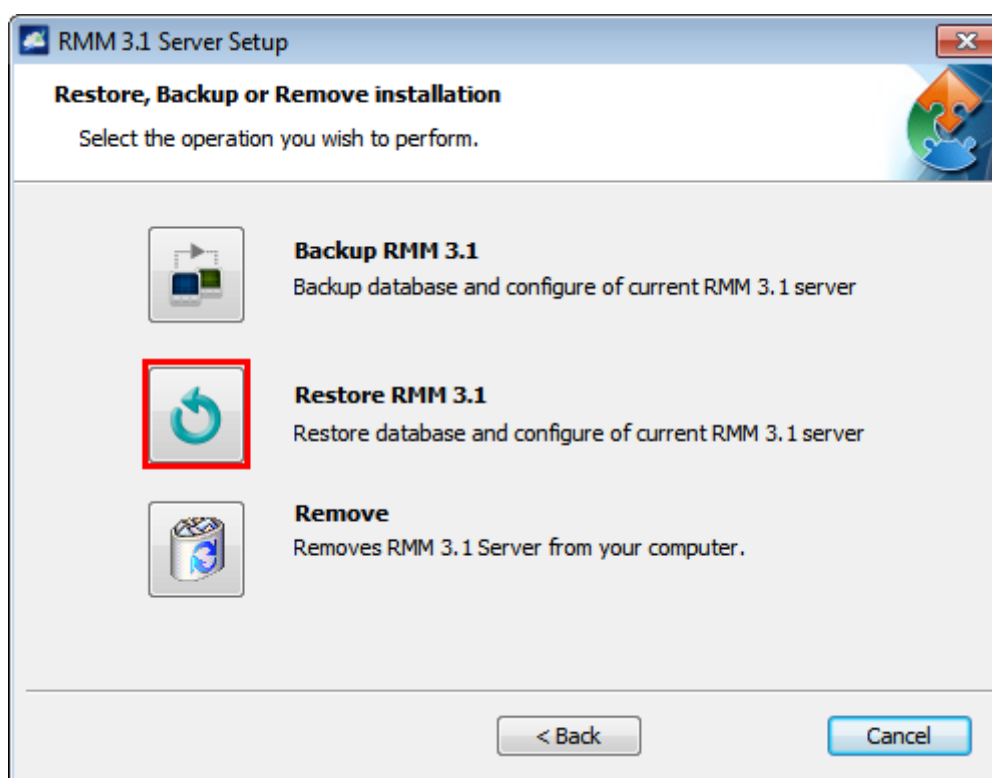 RMM 3.1 Server Setup
Restore, Backup or Remove installation
Select the operation you wish to perform.
Backup RMM 3.1
Backup database and configure of current RMM 3.1 server
Restore RMM 3.1
Restore database and configure of current RMM 3.1 server
Remove
Removes RMM 3.1 Server from your computer.
< Back
Cancel